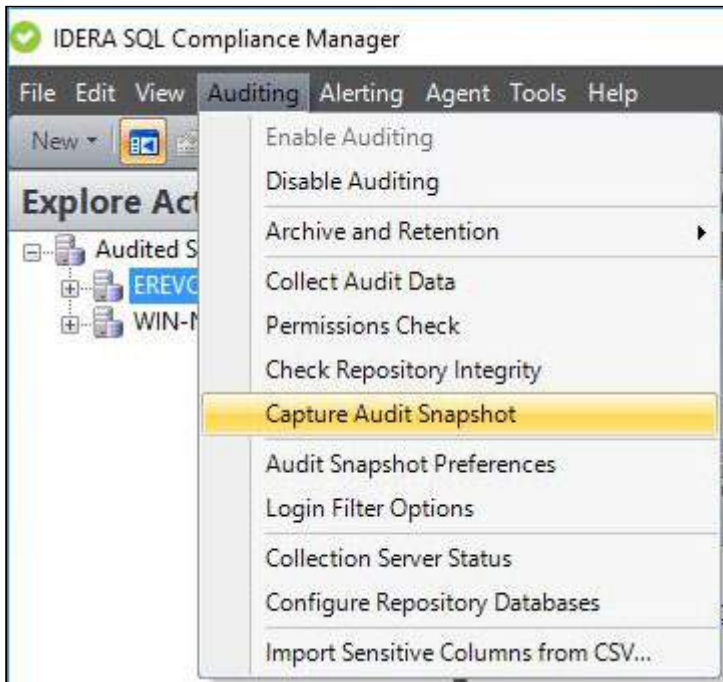 IDERA SQL Compliance Manager
File Edit View Auditing Alerting Agent Tools Help
New
Enable Auditing
Disable Auditing
Archive and Retention
Collect Audit Data
Permissions Check
Check Repository Integrity
Capture Audit Snapshot
Audit Snapshot Preferences
Login Filter Options
Collection Server Status
Configure Repository Databases
Import Sensitive Columns from CSV...
Explore Act
Audited S
EREVO
WIN-N